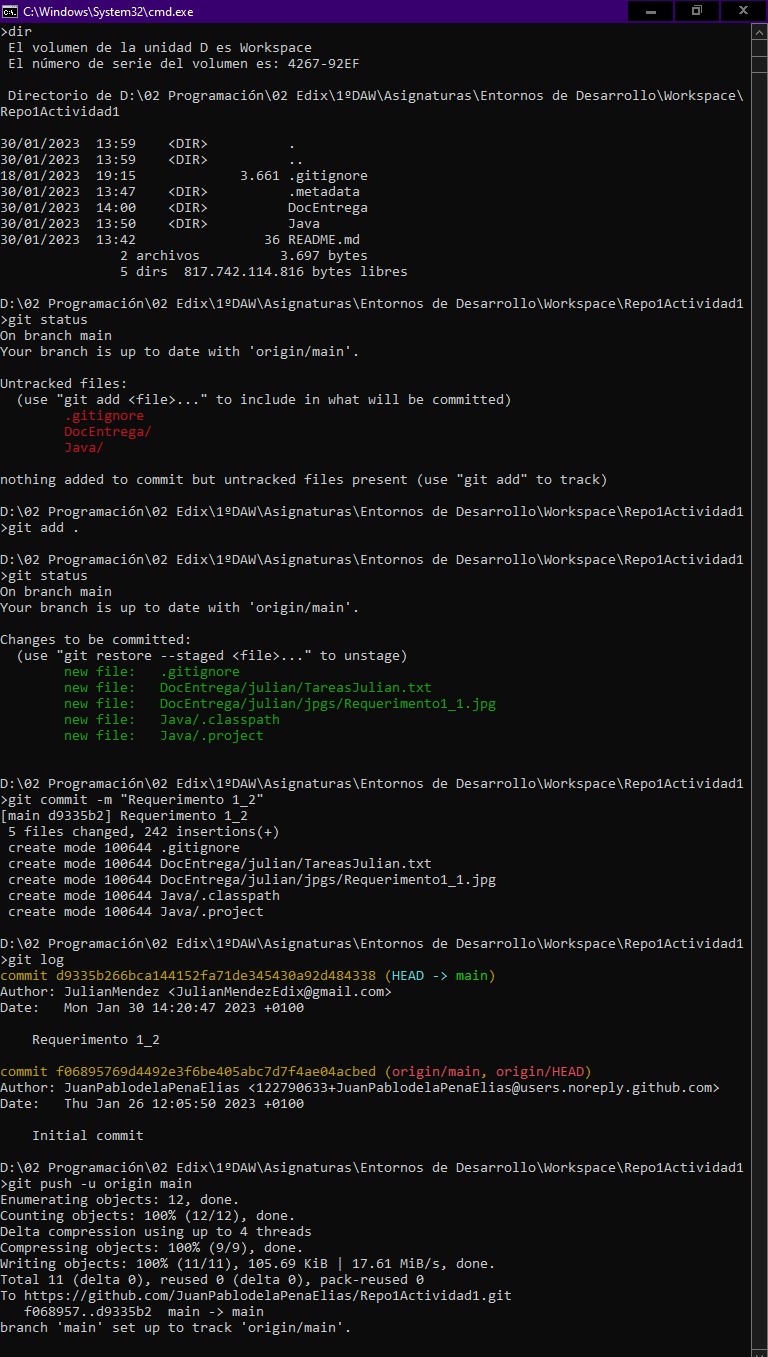 C:\Windows\System32\cmd.exe
>dir
 El volumen de la unidad D es Workspace
 El número de serie del volumen es: 4267-92EF

 Directorio de D:\02 Programación\02 Edix\1ºDAW\Asignaturas\Entornos de Desarrollo\Workspace\
Repo1Actividad1

30/01/2023  13:59    <DIR>          .
30/01/2023  13:59    <DIR>          ..
18/01/2023  19:15             3.661 .gitignore
30/01/2023  13:47    <DIR>          .metadata
30/01/2023  14:00    <DIR>          DocEntrega
30/01/2023  13:50    <DIR>          Java
30/01/2023  13:42                36 README.md
               2 archivos          3.697 bytes
               5 dirs  817.742.114.816 bytes libres

D:\02 Programación\02 Edix\1ºDAW\Asignaturas\Entornos de Desarrollo\Workspace\Repo1Actividad1
>git status
On branch main
Your branch is up to date with 'origin/main'.

Untracked files:
  (use "git add <file>..." to include in what will be committed)
        .gitignore
        DocEntrega/
        Java/

nothing added to commit but untracked files present (use "git add" to track)

D:\02 Programación\02 Edix\1ºDAW\Asignaturas\Entornos de Desarrollo\Workspace\Repo1Actividad1
>git add .

D:\02 Programación\02 Edix\1ºDAW\Asignaturas\Entornos de Desarrollo\Workspace\Repo1Actividad1
>git status
On branch main
Your branch is up to date with 'origin/main'.

Changes to be committed:
  (use "git restore --staged <file>..." to unstage)
        new file:   .gitignore
        new file:   DocEntrega/julian/TareasJulian.txt
        new file:   DocEntrega/julian/jpgs/Requerimento1_1.jpg
        new file:   Java/.classpath
        new file:   Java/.project

D:\02 Programación\02 Edix\1ºDAW\Asignaturas\Entornos de Desarrollo\Workspace\Repo1Actividad1
>git commit -m "Requerimento 1_2"
[main d9335b2] Requerimento 1_2
 5 files changed, 242 insertions(+)
 create mode 100644 .gitignore
 create mode 100644 DocEntrega/julian/TareasJulian.txt
 create mode 100644 DocEntrega/julian/jpgs/Requerimento1_1.jpg
 create mode 100644 Java/.classpath
 create mode 100644 Java/.project

D:\02 Programación\02 Edix\1ºDAW\Asignaturas\Entornos de Desarrollo\Workspace\Repo1Actividad1
>git log
commit d9335b266bca144152fa71de345430a92d484338 (HEAD -> main)
Author: JulianMendez <JulianMendezEdix@gmail.com>
Date:   Mon Jan 30 14:20:47 2023 +0100

    Requerimento 1_2

commit f06895769d4492e3f6be405abc7d7f4ae04acbed (origin/main, origin/HEAD)
Author: JuanPablodelaPenaElias <122790633+JuanPablodelaPenaElias@users.noreply.github.com>
Date:   Thu Jan 26 12:05:50 2023 +0100

    Initial commit

D:\02 Programación\02 Edix\1ºDAW\Asignaturas\Entornos de Desarrollo\Workspace\Repo1Actividad1
>git push -u origin main
Enumerating objects: 12, done.
Counting objects: 100% (12/12), done.
Delta compression using up to 4 threads
Compressing objects: 100% (9/9), done.
Writing objects: 100% (11/11), 105.69 KiB | 17.61 MiB/s, done.
Total 11 (delta 0), reused 0 (delta 0), pack-reused 0
To https://github.com/JuanPablodelaPenaElias/Repo1Actividad1.git
   f068957..d9335b2  main -> main
branch 'main' set up to track 'origin/main'.